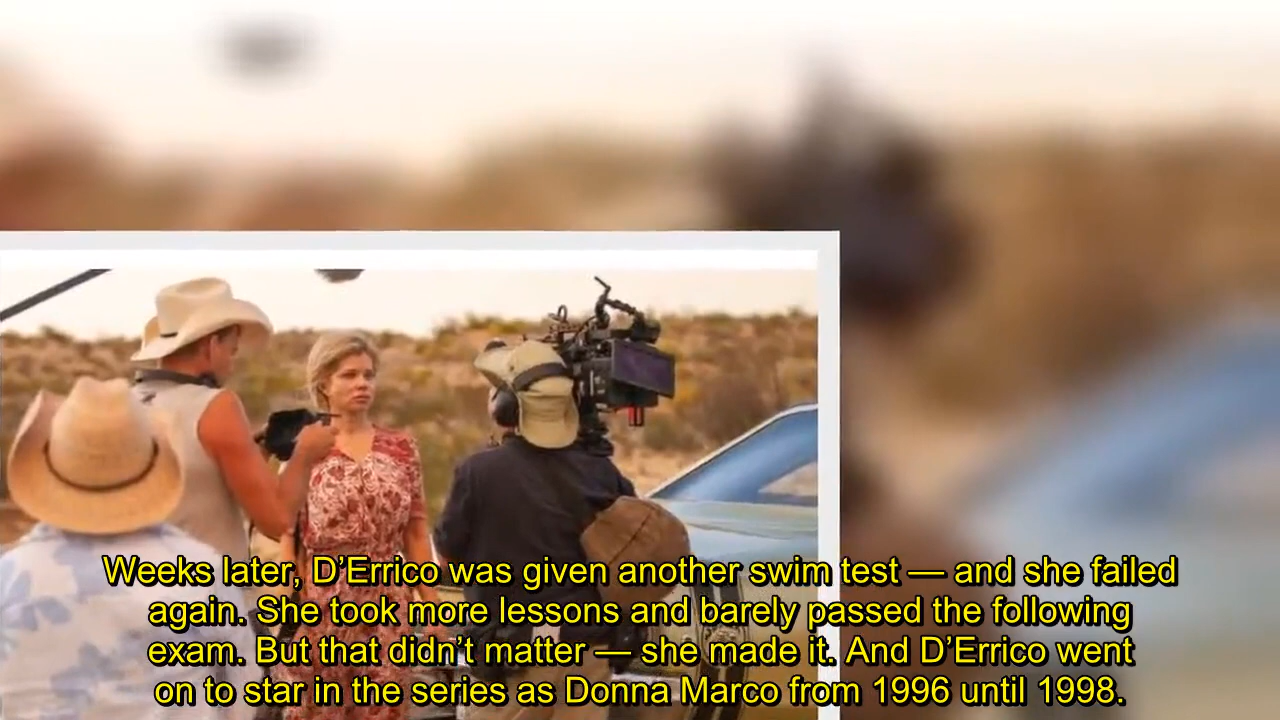 Weeks later, D’Errico was given another swim test — and she failed
again. She took more lessons and barely passed the following
exam. But that didn’t matter — she made it. And D’Errico went
on to star in the series as Donna Marco from 1996 until 1998.